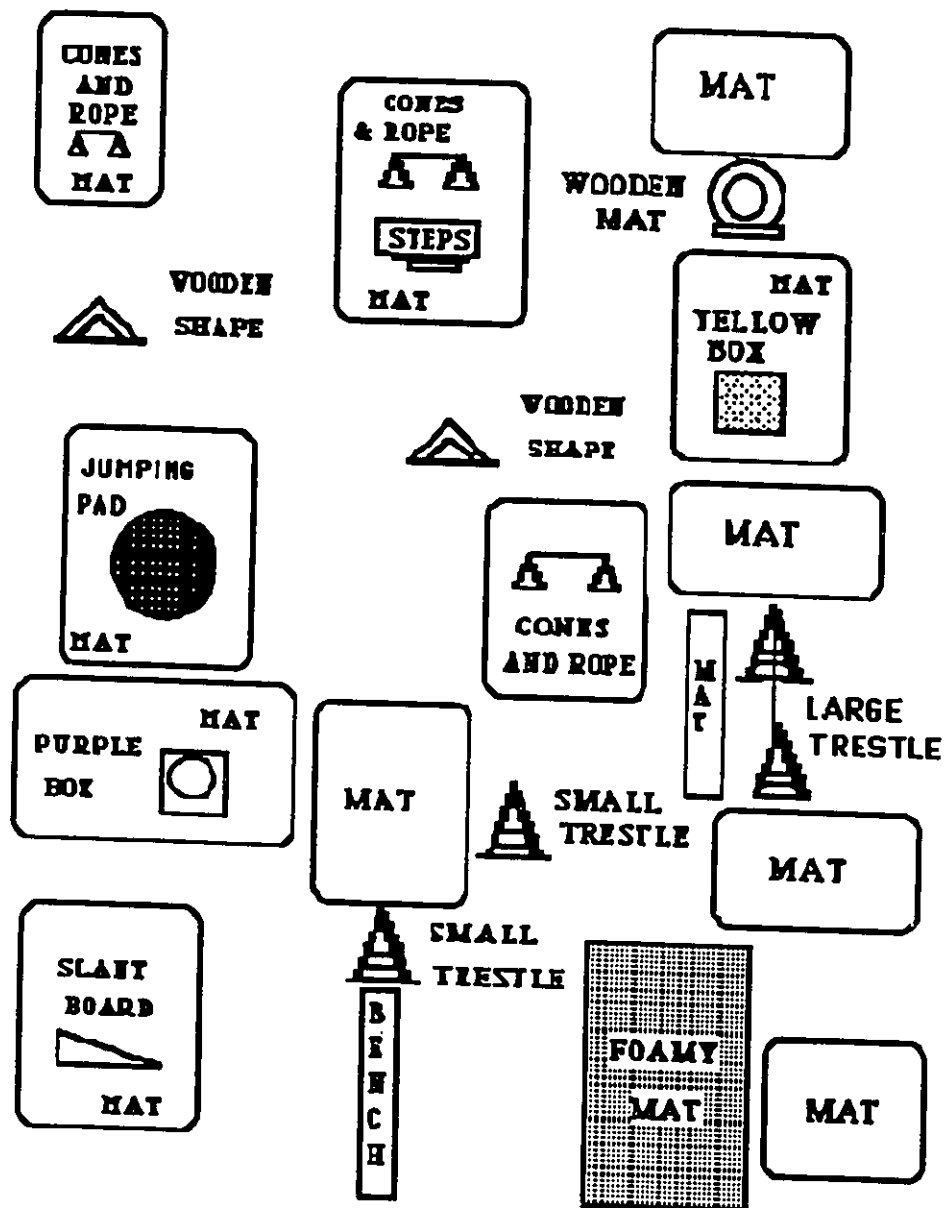 CONES
AND
ROPE
MAT
CONES
& ROPE
STEPS
MAT
MAT
WOODEN
MAT
WOODEN
SHAPE
MAT
YELLOW
BOX
WOODEN
SHAPE
JUMPING
PAD
MAT
MAT
CONES
AND ROPE
MAT
LARGE
TRESTLE
MAT
PURPLE
BOX
MAT
SMALL
TRESTLE
MAT
SLANT
BOARD
MAT
SMALL
TRESTLE
BENCH
FOAMY
MAT
MAT